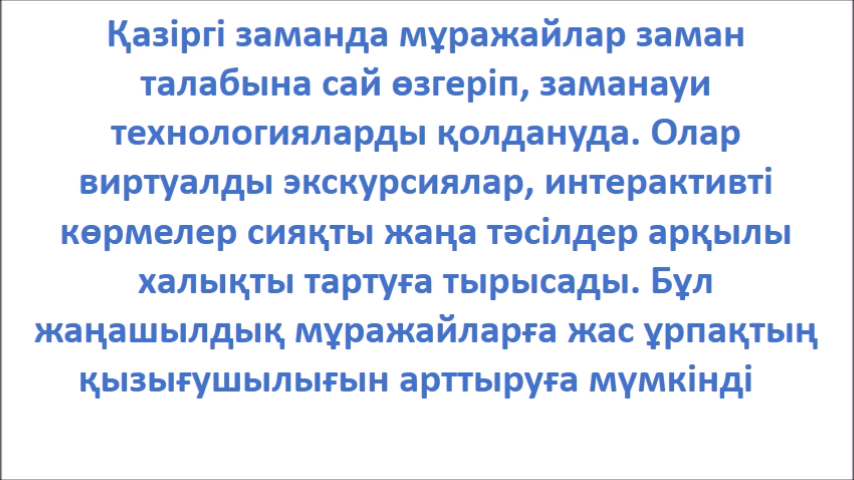 Қазіргі заманда мұражайлар заман
талабына сай өзгеріп, заманауи
технологияларды қолдануда. Олар
виртуалды экскурсиялар, интерактивті
көрмелер сияқты жаңа тәсілдер арқылы
халықты тартуға тырысады. Бұл
жаңашылдық мұражайларға жас ұрпақтың
қызығушылығын арттыруға мүмкінді